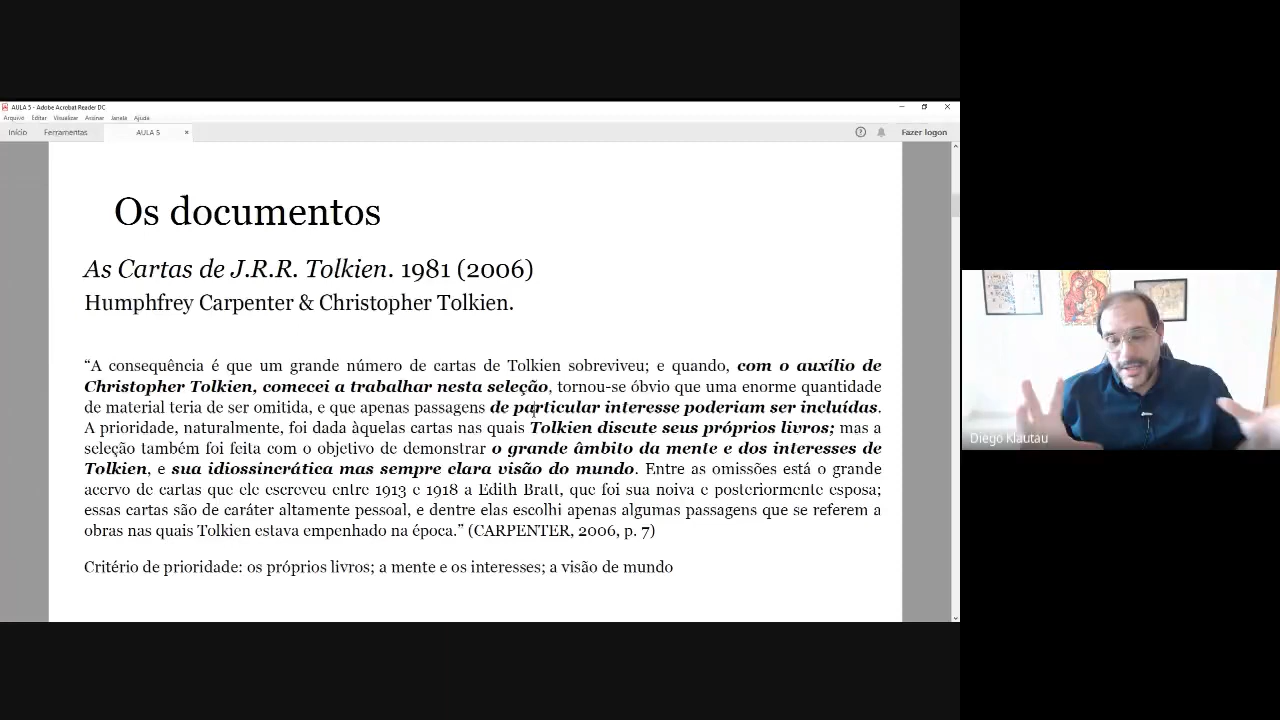 AULA 5 - Adobe Acrobat Reader DC
Arquivo Editar Visualizar Assinar Janela Ajuda
Início Ferramentas AULA 5 × Fazer logon
Os documentos
As Cartas de J.R.R. Tolkien. 1981 (2006)
Humphfrey Carpenter & Christopher Tolkien.
“A consequência é que um grande número de cartas de Tolkien sobreviveu; e quando, com o auxílio de
Christopher Tolkien, comecei a trabalhar nesta seleção, tornou-se óbvio que uma enorme quantidade
de material teria de ser omitida, e que apenas passagens de particular interesse poderiam ser incluídas.
A prioridade, naturalmente, foi dada àquelas cartas nas quais Tolkien discute seus próprios livros; mas a
seleção também foi feita com o objetivo de demonstrar o grande âmbito da mente e dos interesses de
Tolkien, e sua idiossincrática mas sempre clara visão do mundo. Entre as omissões está o grande
acervo de cartas que ele escreveu entre 1913 e 1918 a Edith Bratt, que foi sua noiva e posteriormente esposa;
essas cartas são de caráter altamente pessoal, e dentre elas escolhi apenas algumas passagens que se referem a
obras nas quais Tolkien estava empenhado na época.” (CARPENTER, 2006, p. 7)
Critério de prioridade: os próprios livros; a mente e os interesses; a visão de mundo
Diego Klautau